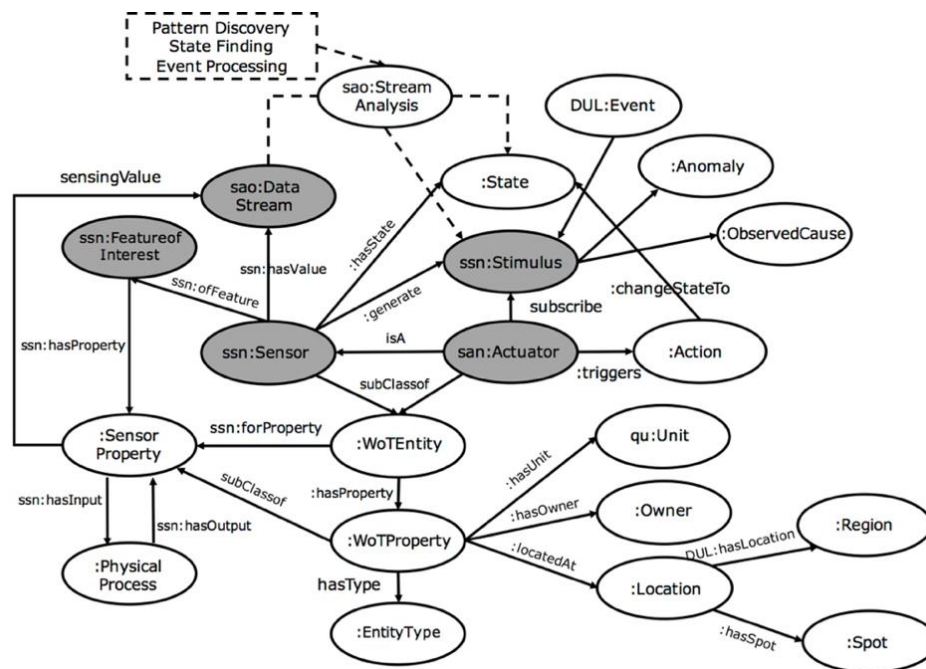 Pattern Discovery
State Finding
Event Processing
sao:Stream
Analysis
DUL:Event
:Anomaly
:State
sensingValue
sao:Data
Stream
:ObservedCause
ssn:Featureof
Interest
ssn:hasValue
:hasState
ssn:Stimulus
ssn:ofFeature
:generate
:changeStateTo
subscribe
ssn:hasProperty
ssn:Sensor
isA
san:Actuator
:triggers
:Action
subClassof
:Sensor
Property
ssn:forProperty
:WoTEntity
qu:Unit
ssn:hasInput
ssn:hasOutput
subClassof
:hasProperty
:hasUnit
:hasOwner
:Owner
:WoTProperty
:locatedAt
DUL:hasLocation
:Region
:Physical
Process
hasType
:Location
:hasSpot
:EntityType
:Spot